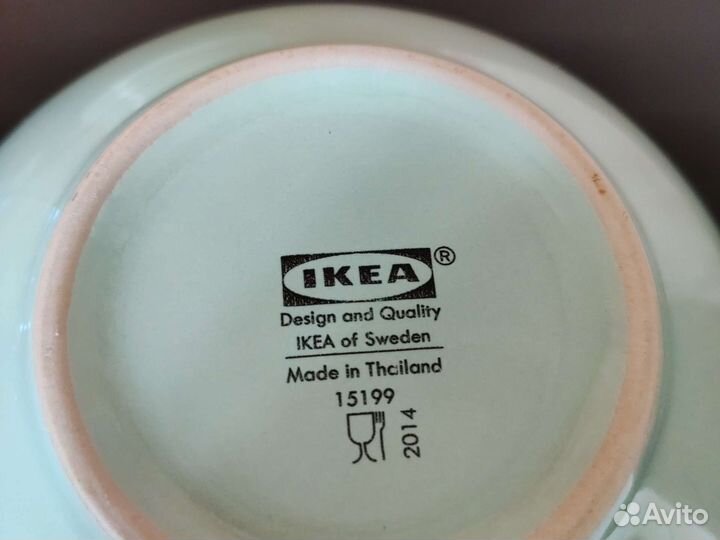 IKEA®
Design and Quality
IKEA of Sweden
Made in Thailand
15199
2014
Avito